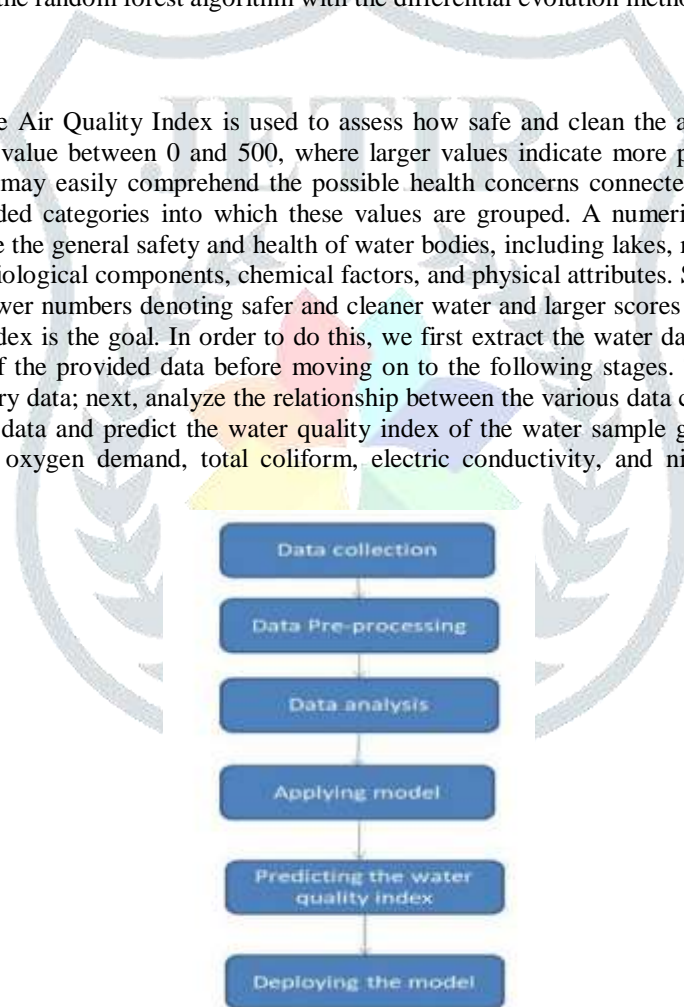 the random forest algorithm with the differential evolution metho
JETIR
e Air Quality Index is used to assess how safe and clean the a
value between 0 and 500, where larger values indicate more p
may easily comprehend the possible health concerns connecte
ded categories into which these values are grouped. A numeri
e the general safety and health of water bodies, including lakes, r
iological components, chemical factors, and physical attributes. S
wer numbers denoting safer and cleaner water and larger scores
dex is the goal. In order to do this, we first extract the water da
f the provided data before moving on to the following stages.
ry data; next, analyze the relationship between the various data c
data and predict the water quality index of the water sample g
oxygen demand, total coliform, electric conductivity, and ni
Data collection
Data Pre-processing
Data analysis
Applying model
Predicting the water
quality index
Deploying the model